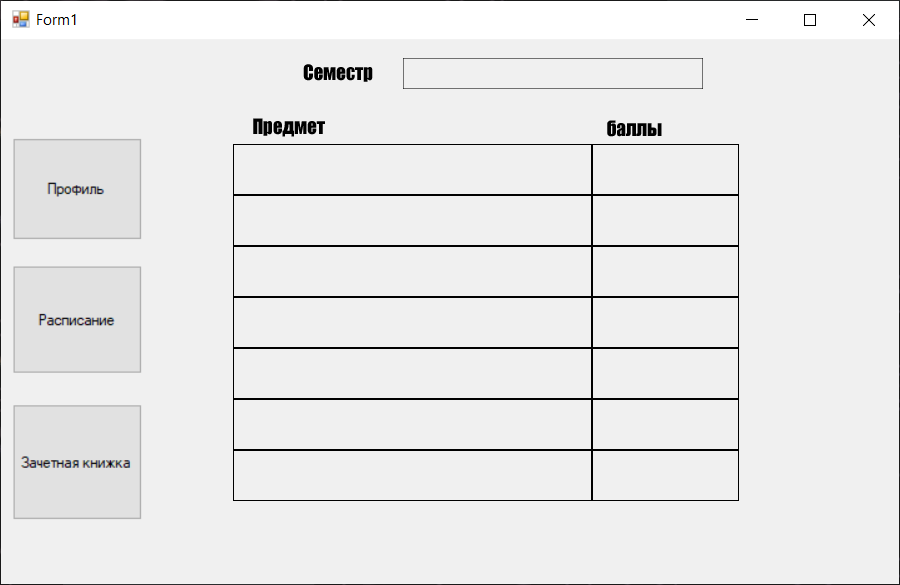 Form1
Семестр
Предмет баллы
Профиль
Расписание
Зачетная книжка